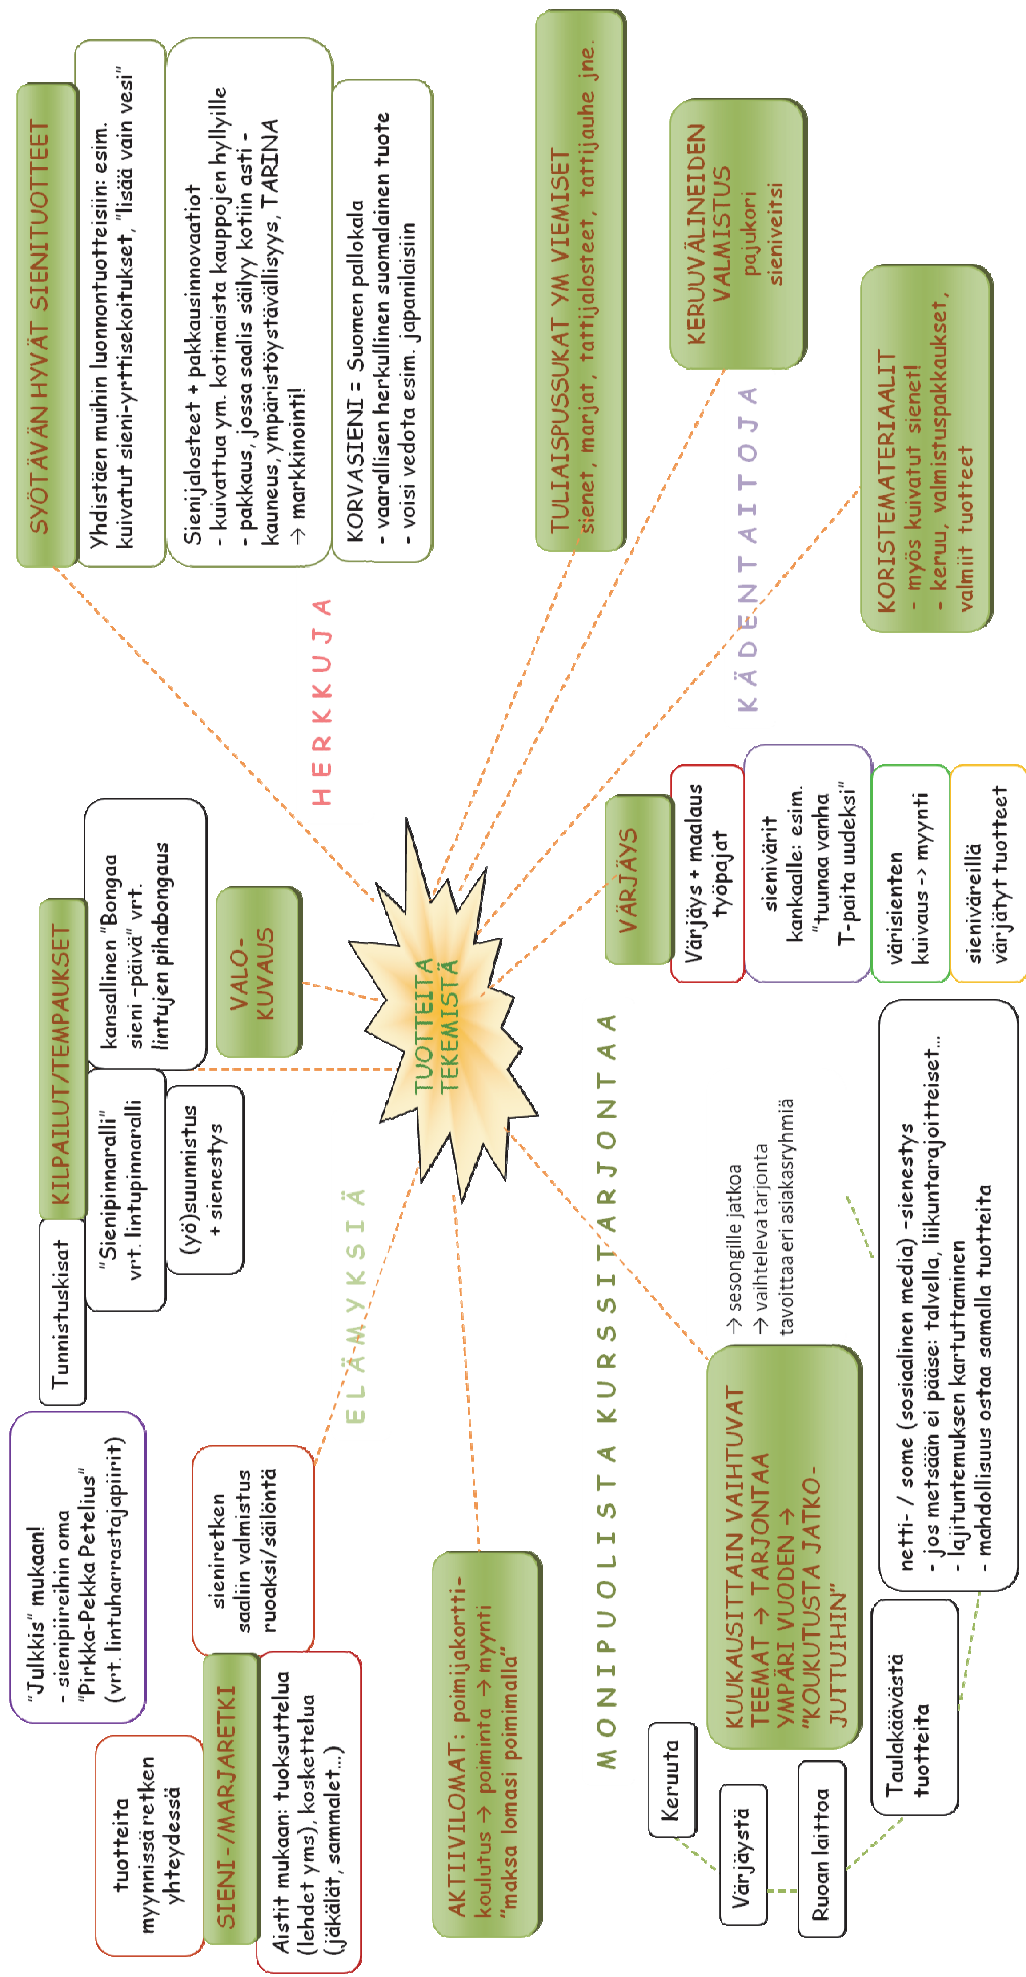 "Julkis" mukaan!
- sienipiireihin oma
"Pirkka-Pekka Petelius"
(vrt. lintuharrastajapiirit)
Tunnistuskisat
KILPAILUT/TEMPAUKSET
"Sienipinnaralli"
vrt. lintupinnaralli
(yö)suunnistus
+ sienestys
kansallinen "Bongaa
sieni -päivä" vrt.
lintujen pihabongaus
VALO-
KUVAUS
SYÖTÄVÄN HYVÄT SIENITUOTTEET
Yhdistäen muihin luonnontuotteisiin: esim.
kuivatut sieni-yrttisekoitukset, "lisää vain vesi"
Sienijalosteet + pakkausinnovaatiot
- kuivattua ym. kotimaista kauppojen hyllyille
- pakkaus, jossa saalis säilyy kotiin asti -
kauneus, ympäristöystävällisyys, TARINA
→ markkinointi!
KORVASIENI = Suomen pallokala
- vaarallisen herkullinen suomalainen tuote
- voisi vedota esim. japanilaisiin
tuotteita
myynnissä retken
yhteydessä
SIENI-/MARJARETKI
sieniretken
saaliin valmistus
ruoaksi/säilöntä
Aistit mukaan: tuoksuttelua
(lehdet yms), koskettelua
(jäkälät, sammalet...)
ELÄMYKSIÄ
HERKKUJA
TUOTTEITA
TEKEMISTÄ
AKTIIVILOMAT: poimijakortti-
koulutus → poiminta → myynti
"maksa lomasi poimimalla"
TULIAISPUSSUKAT YM VIEMISET
sienet, marjat, tattijalosteet, tattijauhe jne.
MONIPUOLISTA KURSSITARJONTAA
KERUUVÄLINEIDEN
VALMISTUS
pajukori
sieniveitsi
KÄDENTAITOJA
VÄRJÄYS
Värjäys + maalaus
työpajat
sienivärit
kankaalle: esim.
"tuunaa vanha
T-paita uudeksi"
värisienten
kuivaus -> myynti
sieniväreillä
värjätyt tuotteet
KORISTEMATERIAALIT
- myös kuivatut sienet!
- keruu, valmistuspakkaukset,
valmiit tuotteet
Keruuta
Värjäystä
Ruoan laittoa
Taulakäävästä
tuotteita
KUUKAUSITTAIN VAIHTUVAT
TEEMAT → TARJONTAA
YMPÄRI VUODEN →
"KOUKUTUSTA JATKO-
JUTTUIHIN"
→ sesongille jatkoa
→ vaihteleva tarjonta
tavoittaa eri asiakasryhmiä
netti- / some (sosiaalinen media) -sienestys
- jos metsään ei pääse: talvella, liikuntarajoitteiset...
- lajituntemuksen kartuttaminen
- mahdollisuus ostaa samalla tuotteita